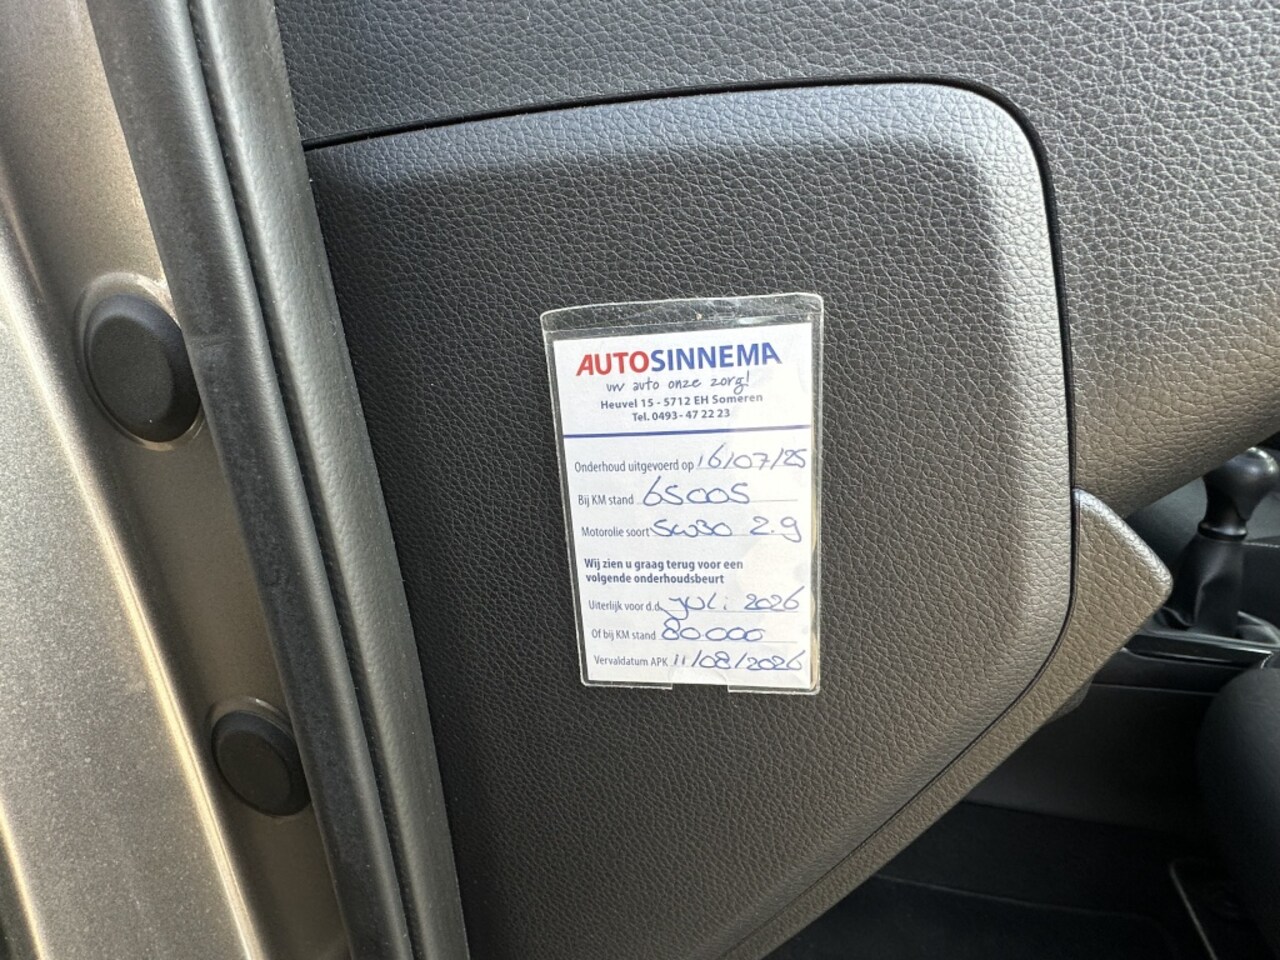 AUTOSINNEMA
uw auto onze zorg!
Heuvel 15 - 5712 EH Someren
Tel. 0493 - 47 22 23
Onderhoud uitgevoerd op 16/07/25
Bij KM stand 65005
Motorolie soort 5W30 2.9
Wij zien u graag terug voor een
volgende onderhoudsbeurt
Uiterlijk voor d.d. Juli 2026
Of bij KM stand 80.000
Vervaldatum APK 11/08/2026